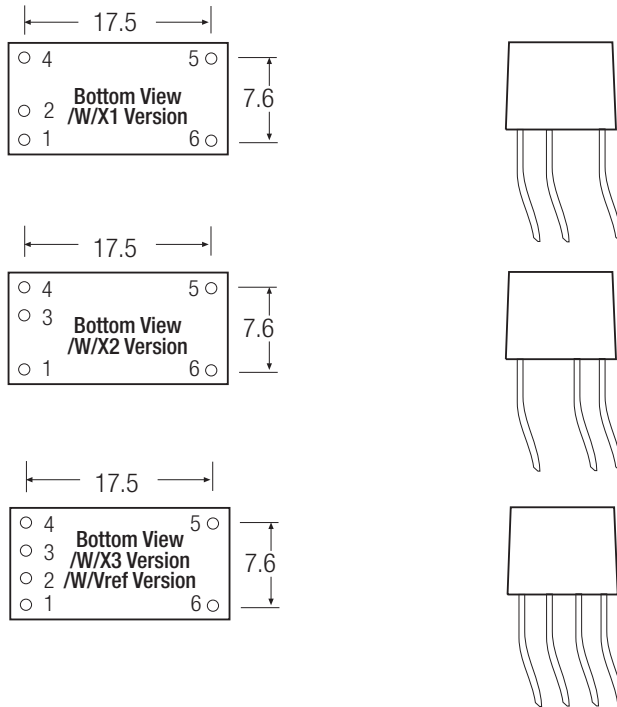 17.5
4 5
Bottom View
7.6
2 /W/X1 Version
1 6
17.5
4 5
3
Bottom View
7.6
/W/X2 Version
1 6
17.5
4 5
Bottom View
3 /W/X3 Version
7.6
2 /W/Vref Version
1 6